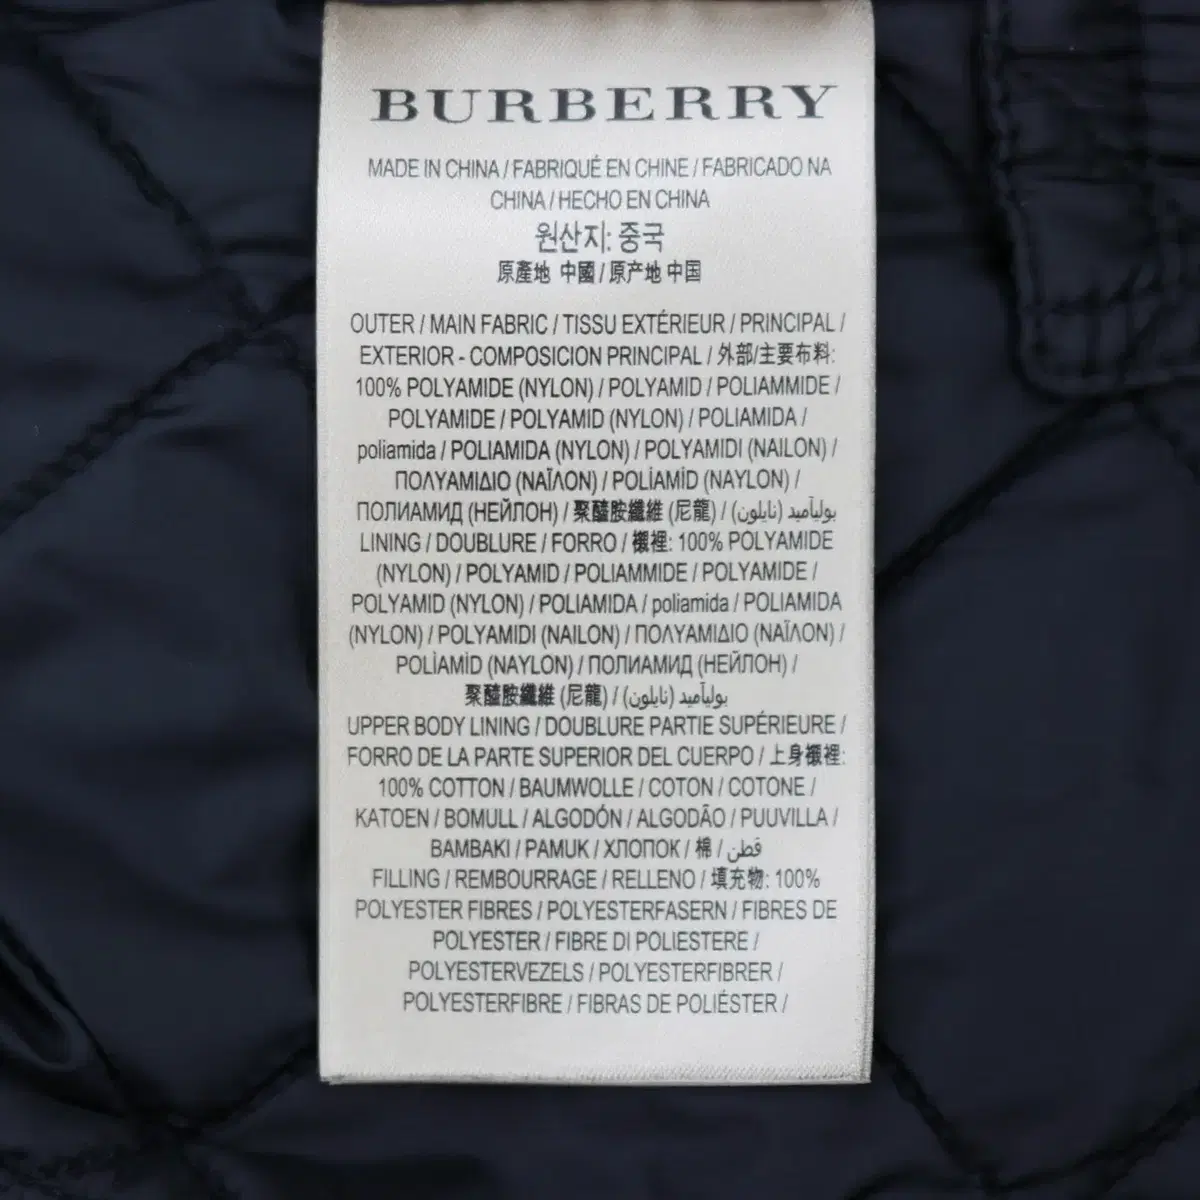 BURBERRY
MADE IN CHINA / FABRIQUÉ EN CHINE / FABRICADO NA
CHINA / HECHO EN CHINA
원산지: 중국
原產地 中國 / 原产地 中国
OUTER / MAIN FABRIC / TISSU EXTÉRIEUR / PRINCIPAL /
EXTERIOR - COMPOSICION PRINCIPAL / 外部/主要布料:
100% POLYAMIDE (NYLON) / POLYAMID / POLIAMMIDE /
POLYAMIDE / POLYAMID (NYLON) / POLIAMIDA /
poliamida / POLIAMIDA (NYLON) / POLYAMIDI (NAILON) /
ΠΟΛΥΑΜΙΔΙΟ (ΝΑΪΛΟΝ) / POLİAMİD (NAYLON) /
ПОЛИАМИД (НЕЙЛОН) / 聚醯胺纖維 (尼龍) / بولياَميد (نايلون)
LINING / DOUBLURE / FORRO / 襯裡: 100% POLYAMIDE
(NYLON) / POLYAMID / POLIAMMIDE / POLYAMIDE /
POLYAMID (NYLON) / POLIAMIDA / poliamida / POLIAMIDA
(NYLON) / POLYAMIDI (NAILON) / ΠΟΛΥΑΜΙΔΙΟ (ΝΑΪΛΟΝ) /
POLİAMİD (NAYLON) / ПОЛИАМИД (НЕЙЛОН) /
聚醯胺纖維 (尼龍) / بولياَميد (نايلون)
UPPER BODY LINING / DOUBLURE PARTIE SUPÉRIEURE /
FORRO DE LA PARTE SUPERIOR DEL CUERPO / 上身襯裡:
100% COTTON / BAUMWOLLE / COTON / COTONE /
KATOEN / BOMULL / ALGODÓN / ALGODÃO / PUUVILLA /
ΒΑΜΒΑΚΙ / PAMUK / ХЛОПОК / 棉 / قطن
FILLING / REMBOURRAGE / RELLENO / 填充物: 100%
POLYESTER FIBRES / POLYESTERFASERN / FIBRES DE
POLYESTER / FIBRE DI POLIESTERE /
POLYESTERVEZELS / POLYESTERFIBRER /
POLYESTERFIBRE / FIBRAS DE POLIÉSTER /